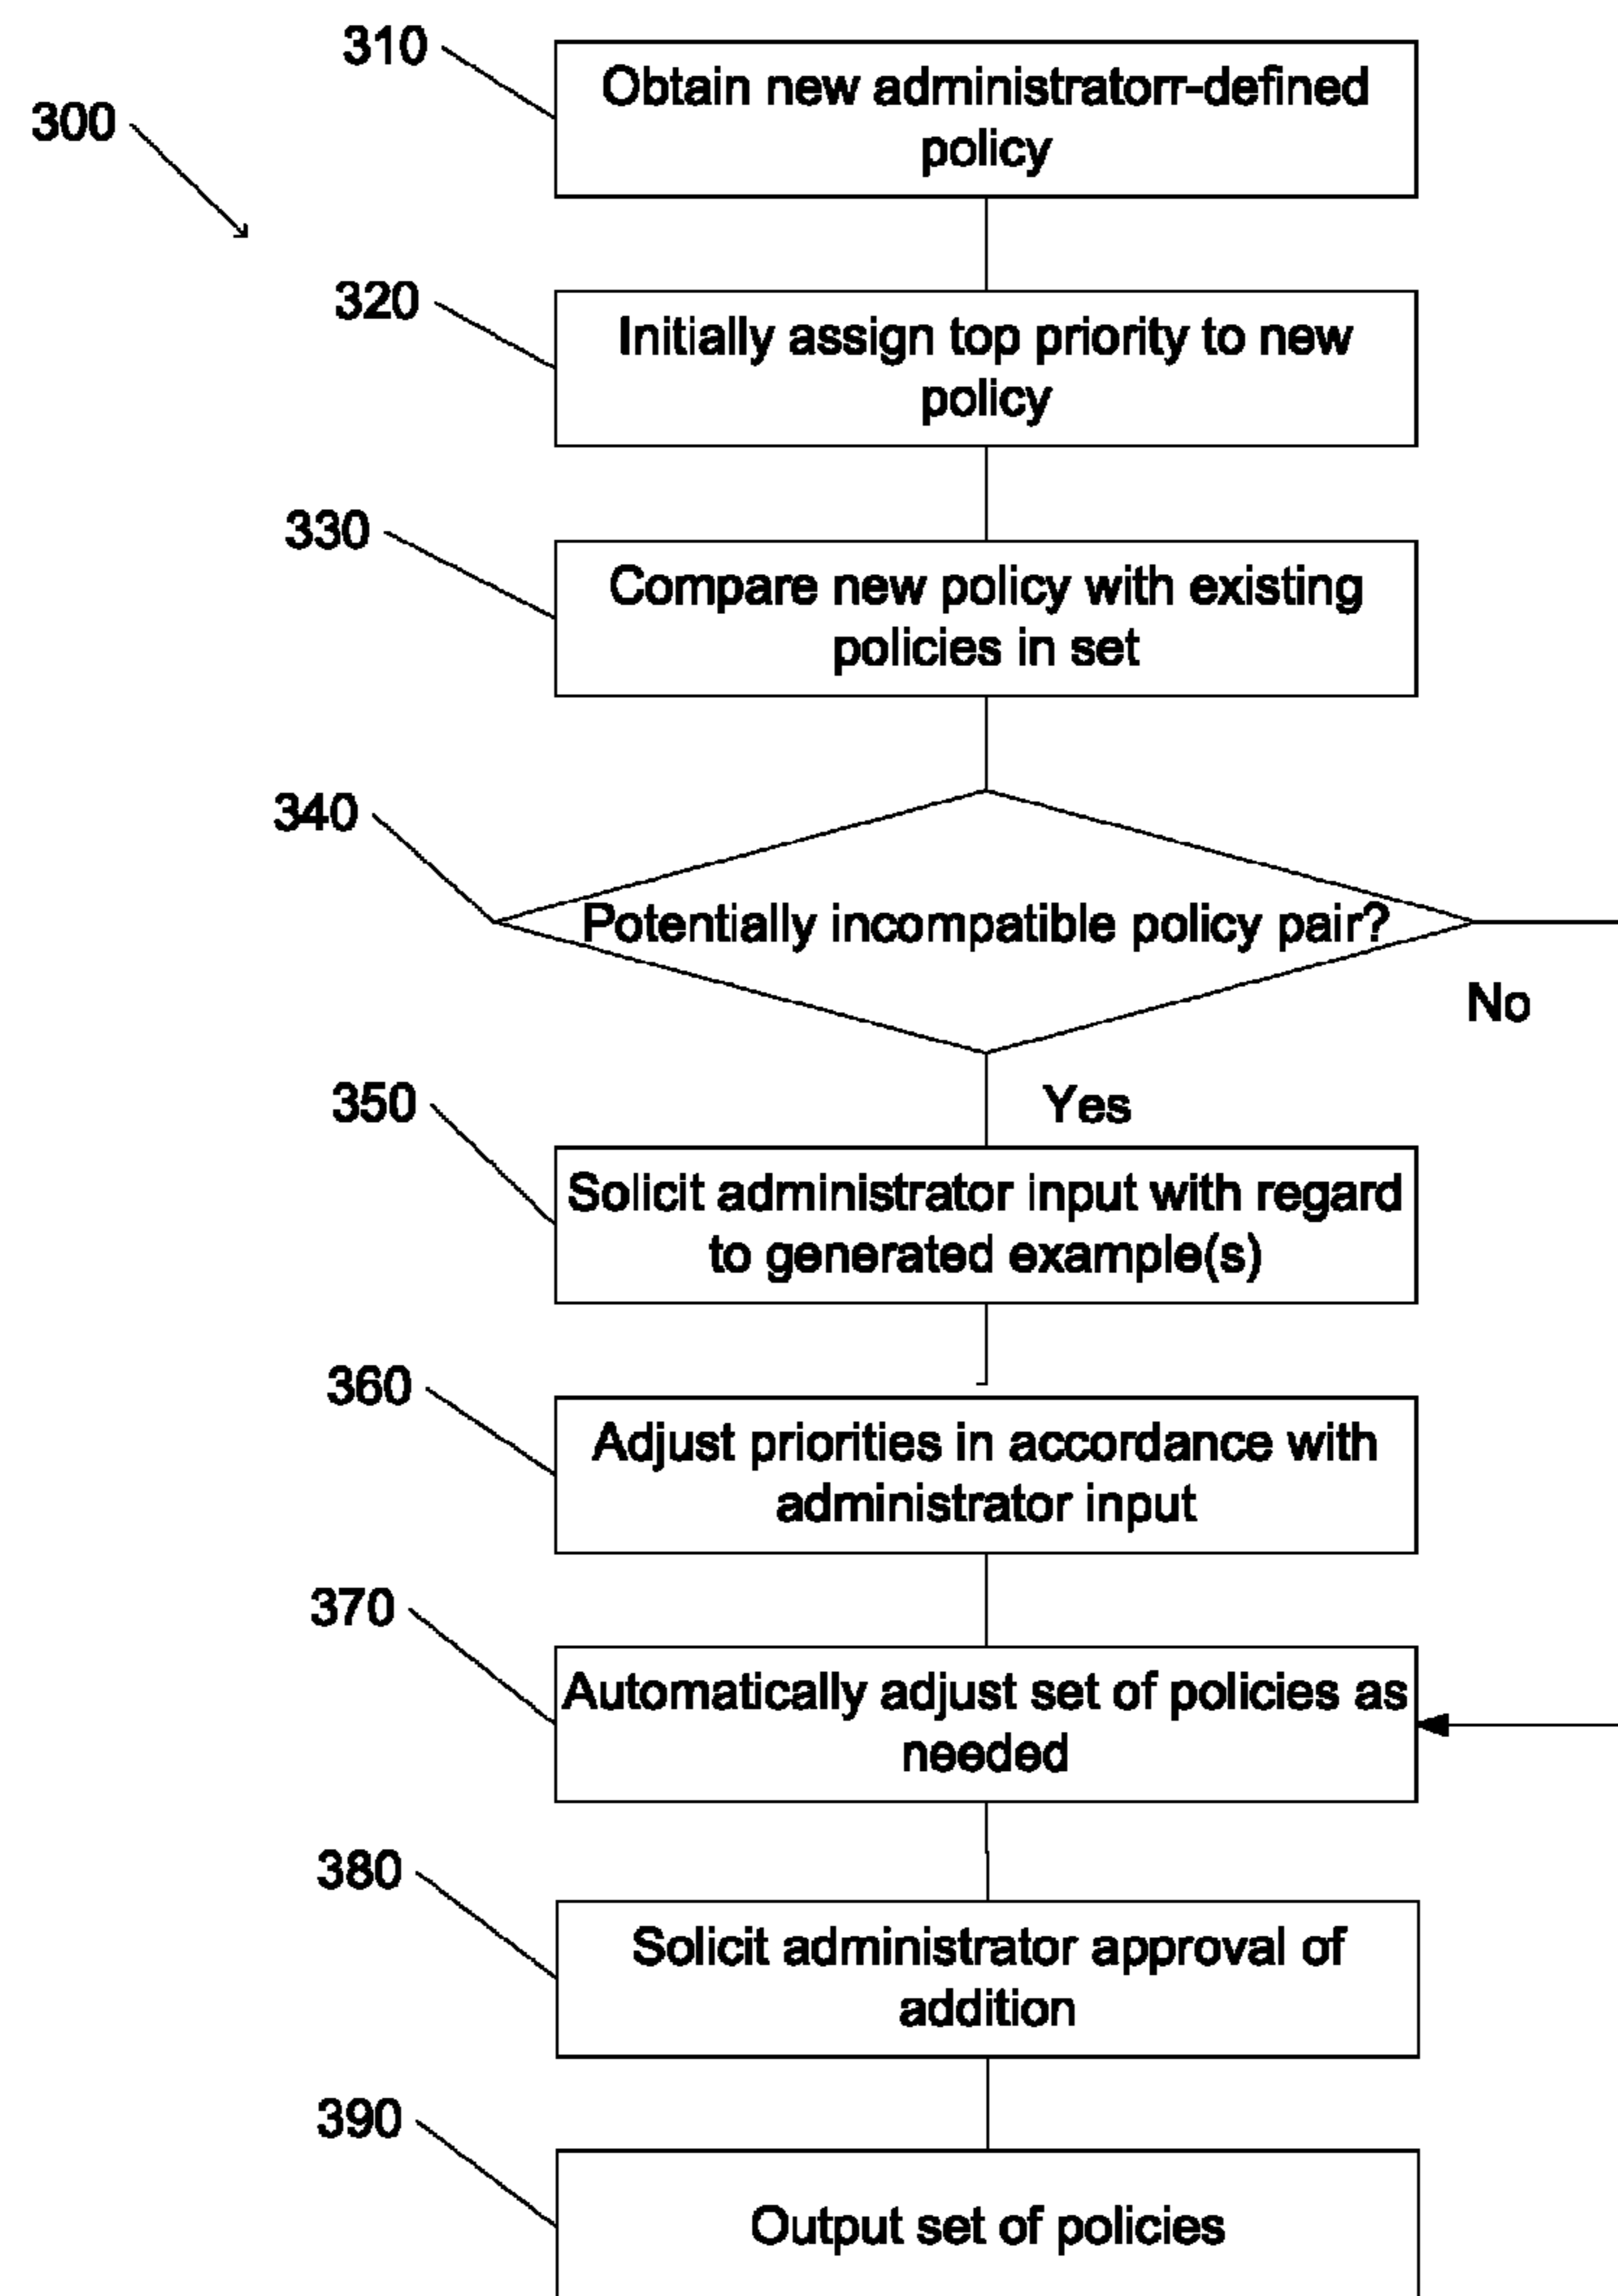 310
Obtain new administratorr-defined
policy
300
320
Initially assign top priority to new
policy
330
Compare new policy with existing
policies in set
340
Potentially incompatible policy pair?
No
Yes
350
Solicit administrator input with regard
to generated example(s)
360
Adjust priorities in accordance with
administrator input
370
Automatically adjust set of policies as
needed
380
Solicit administrator approval of
addition
390
Output set of policies